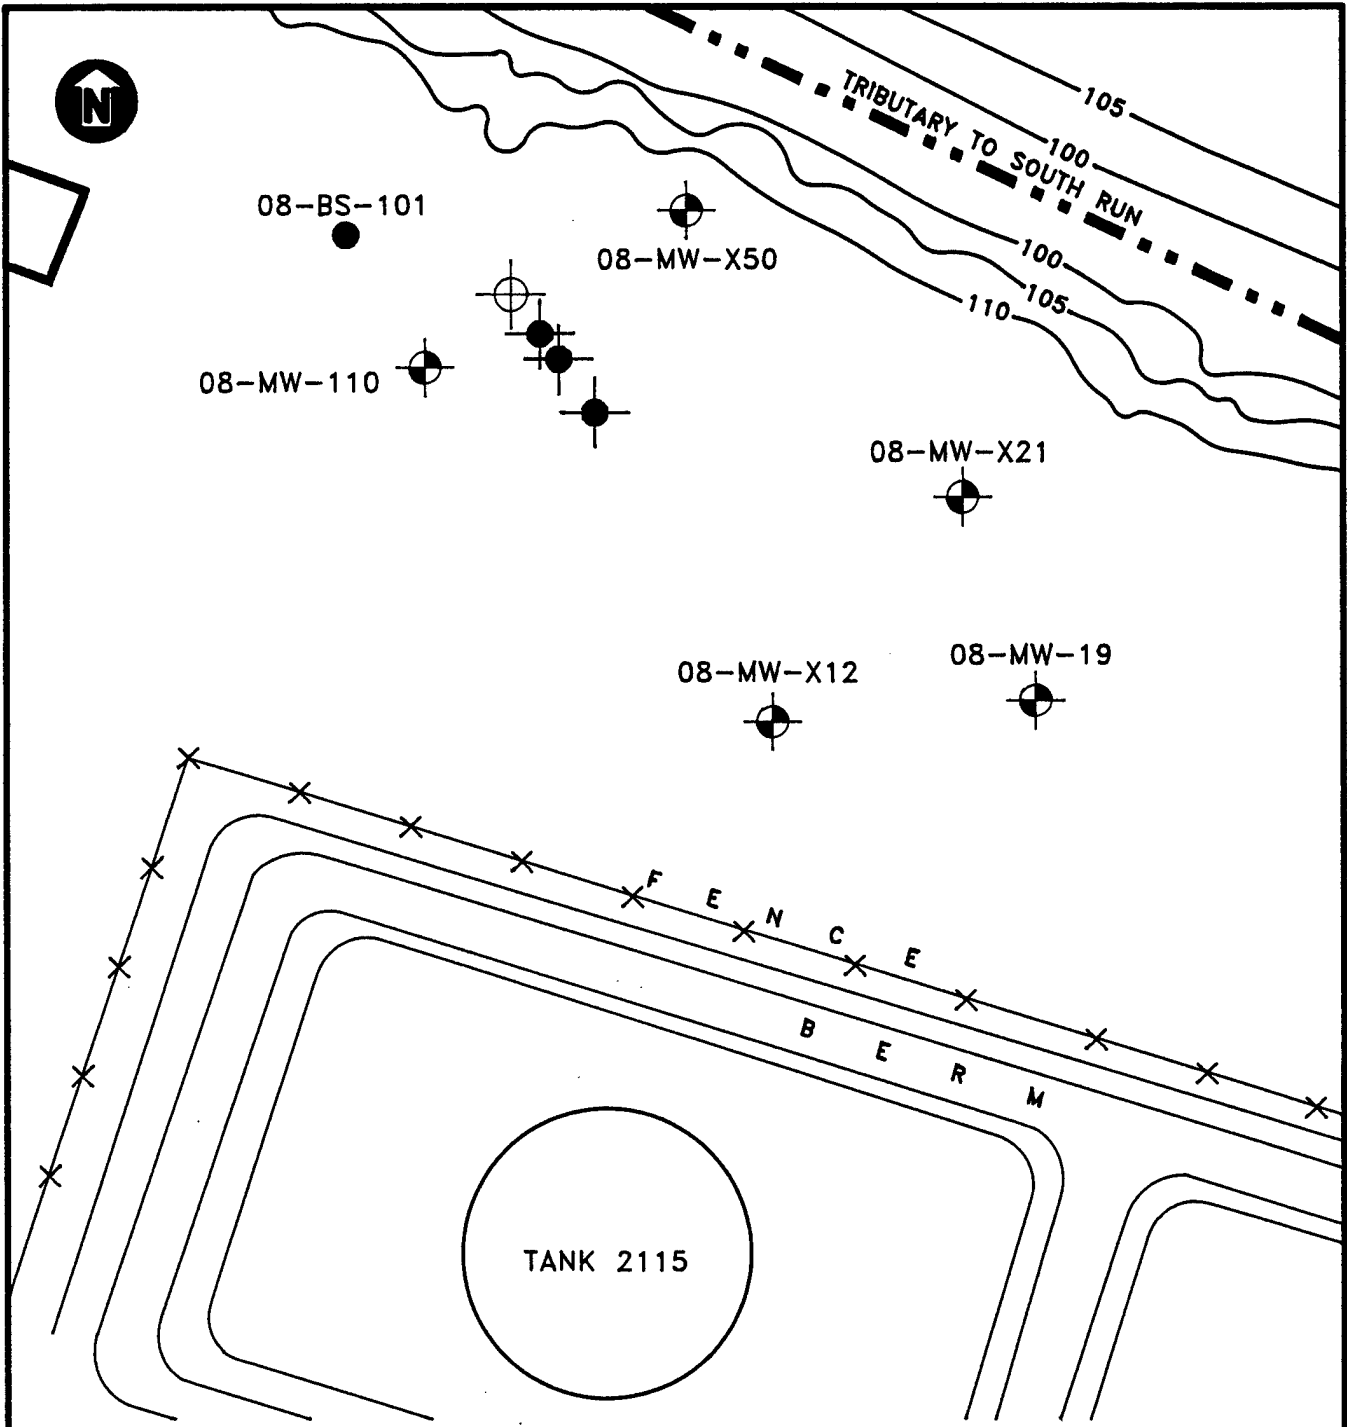 N
105
TRIBUTARY TO SOUTH RUN
100
08-BS-101
08-MW-X50
100
105
110
08-MW-110
08-MW-X21
08-MW-19
08-MW-X12
FENCE
BERM
TANK 2115